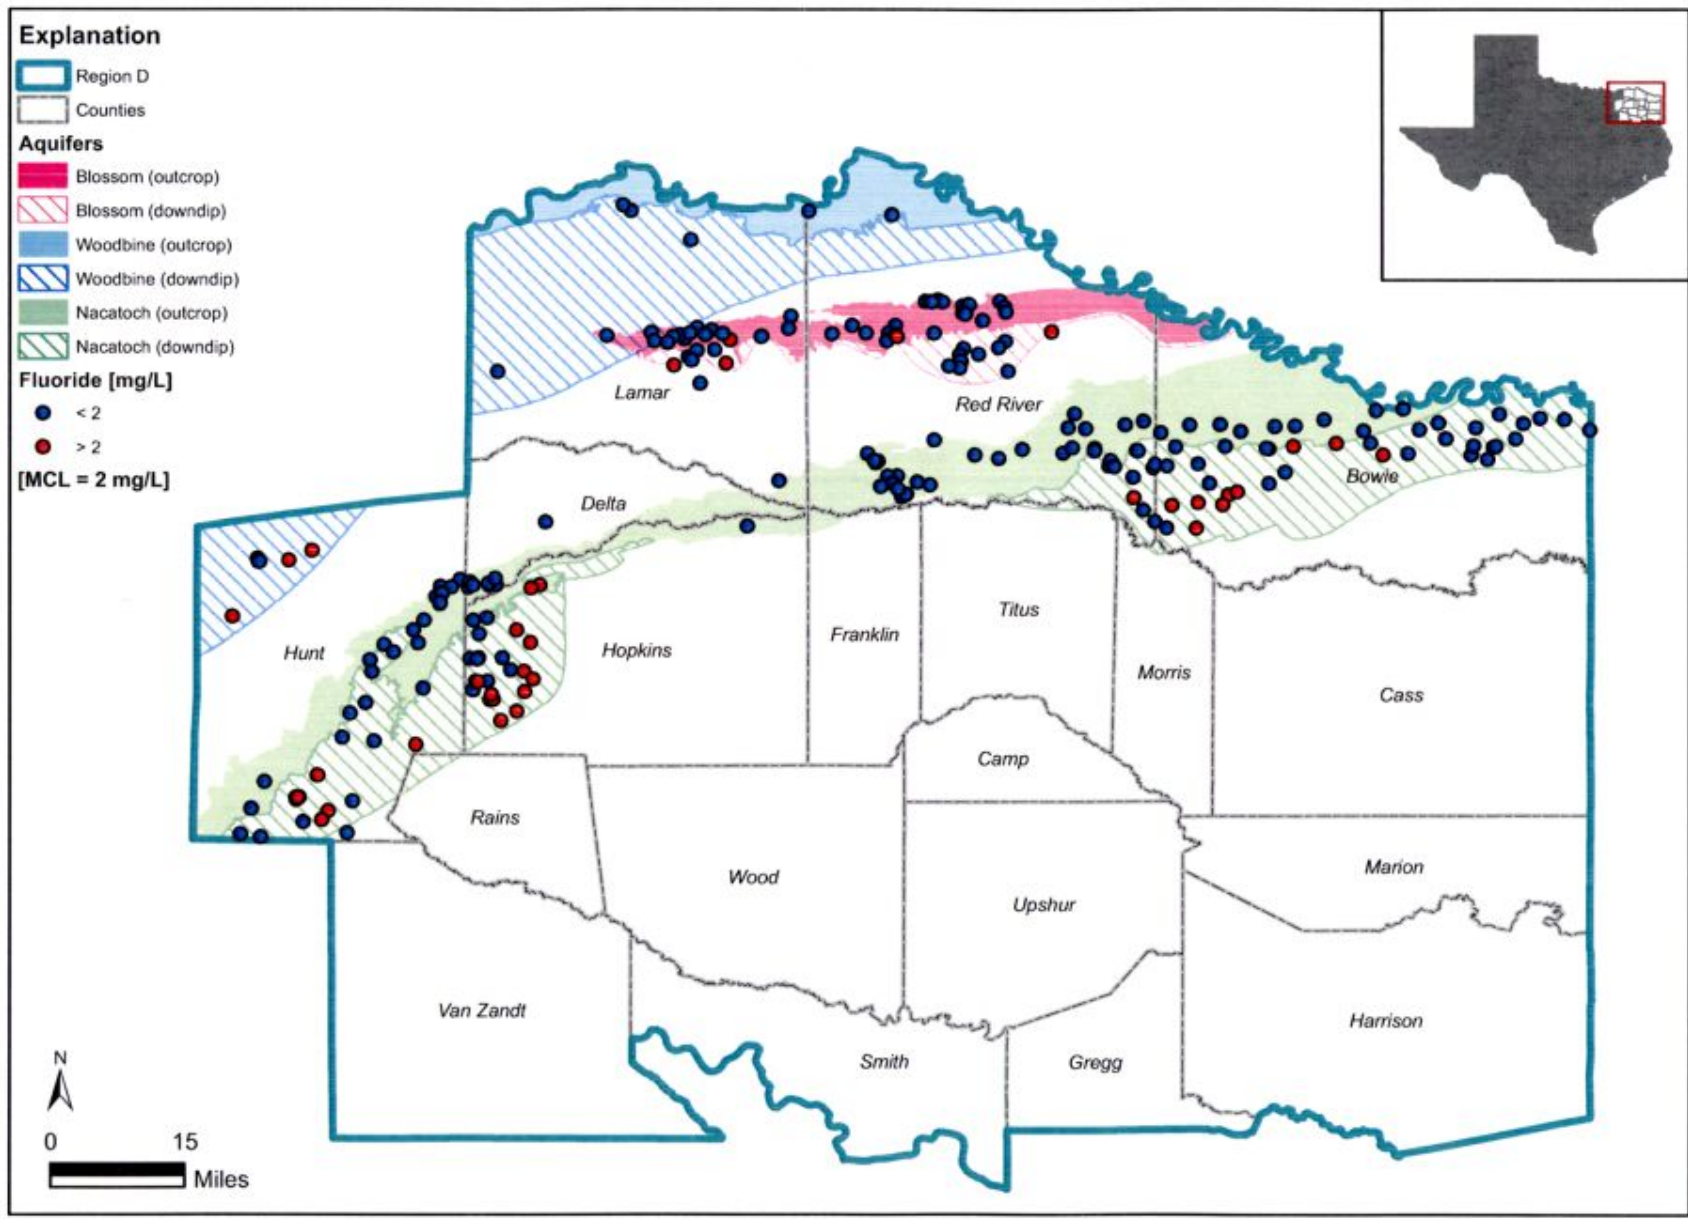 Explanation
Region D
Counties
Aquifers
Blossom (outcrop)
Blossom (downdip)
Woodbine (outcrop)
Woodbine (downdip)
Nacatoch (outcrop)
Nacatoch (downdip)
Fluoride [mg/L]
< 2
> 2
[MCL = 2 mg/L]
Lamar
Red River
Bowie
Delta
Hunt
Hopkins
Franklin
Titus
Morris
Cass
Camp
Rains
Wood
Upshur
Marion
Van Zandt
Smith
Gregg
Harrison
N
0 15
Miles